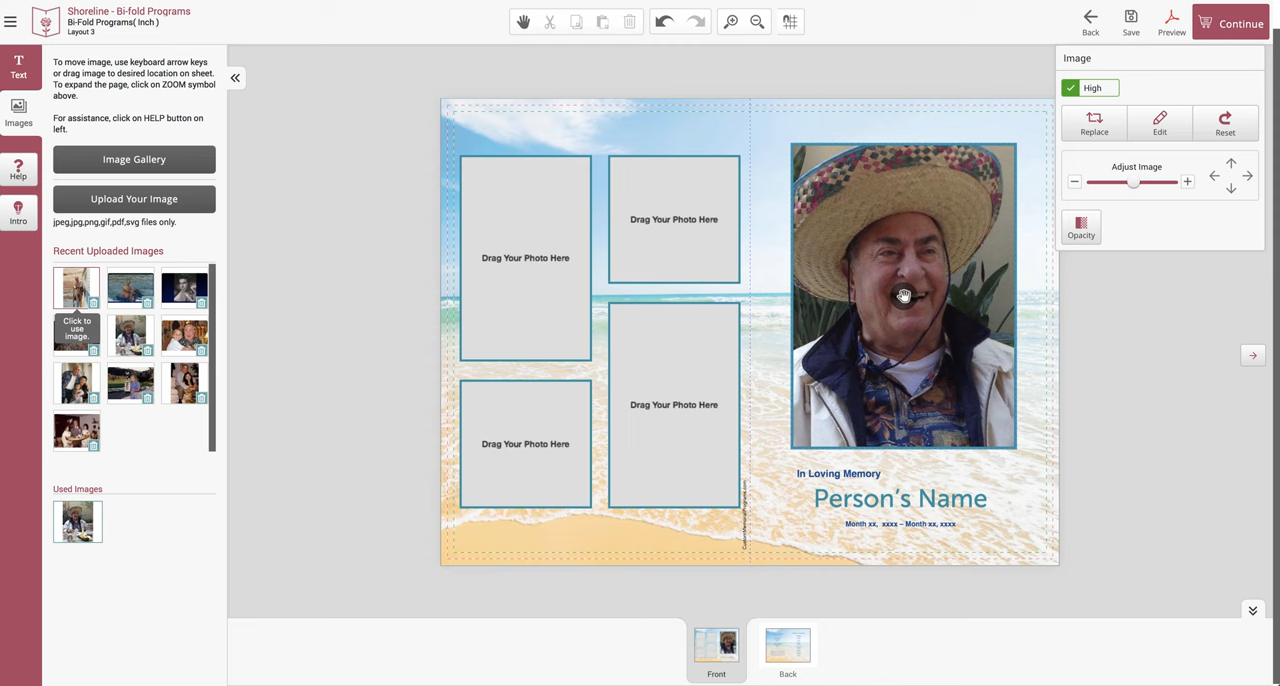 Shoreline - Bi-fold Programs
Bi-Fold Programs( Inch )
Layout 3
Back
Save
Preview
Continue
Text
Images
Help
Intro
To move image, use keyboard arrow keys
or drag image to desired location on sheet.
To expand the page, click on ZOOM symbol
above.
For assistance, click on HELP button on
left.
Image Gallery
Upload Your Image
jpeg,jpg,png,gif,pdf,svg files only.
Recent Uploaded Images
Click to
use
image.
Used Images
Drag Your Photo Here
Drag Your Photo Here
Drag Your Photo Here
Drag Your Photo Here
CustomMemorialPrograms.com
In Loving Memory
Person's Name
Month xx, xxxx – Month xx, xxxx
Image
High
Replace
Edit
Reset
Adjust Image
Opacity
Front
Back